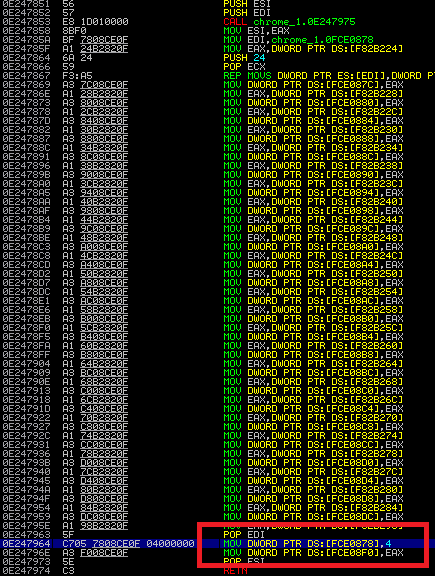 0E247851 56 PUSH ESI
0E247852 57 PUSH EDI
0E247853 E8 1D010000 CALL chrome_1.0E247975
0E247858 8BF0 MOV ESI,EAX
0E24785A BF 7808CE0F MOV EDI,chrome_1.0FCE0878
0E24785F A1 24B2820F MOV EAX,DWORD PTR DS:[F82B224]
0E247864 6A 24 PUSH 24
0E247866 59 POP ECX
0E247867 F3:A5 REP MOVS DWORD PTR ES:[EDI],DWORD PT
0E247869 A3 7C08CE0F MOV DWORD PTR DS:[FCE087C],EAX
0E24786E A1 28B2820F MOV EAX,DWORD PTR DS:[F82B228]
0E247873 A3 8008CE0F MOV DWORD PTR DS:[FCE0880],EAX
0E247878 A1 2CB2820F MOV EAX,DWORD PTR DS:[F82B22C]
0E24787D A3 8408CE0F MOV DWORD PTR DS:[FCE0884],EAX
0E247882 A1 30B2820F MOV EAX,DWORD PTR DS:[F82B230]
0E247887 A3 8808CE0F MOV DWORD PTR DS:[FCE0888],EAX
0E24788C A1 34B2820F MOV EAX,DWORD PTR DS:[F82B234]
0E247891 A3 8C08CE0F MOV DWORD PTR DS:[FCE088C],EAX
0E247896 A1 38B2820F MOV EAX,DWORD PTR DS:[F82B238]
0E24789B A3 9008CE0F MOV DWORD PTR DS:[FCE0890],EAX
0E2478A0 A1 3CB2820F MOV EAX,DWORD PTR DS:[F82B23C]
0E2478A5 A3 9408CE0F MOV DWORD PTR DS:[FCE0894],EAX
0E2478AA A1 40B2820F MOV EAX,DWORD PTR DS:[F82B240]
0E2478AF A3 9808CE0F MOV DWORD PTR DS:[FCE0898],EAX
0E2478B4 A1 44B2820F MOV EAX,DWORD PTR DS:[F82B244]
0E2478B9 A3 9C08CE0F MOV DWORD PTR DS:[FCE089C],EAX
0E2478BE A1 48B2820F MOV EAX,DWORD PTR DS:[F82B248]
0E2478C3 A3 A008CE0F MOV DWORD PTR DS:[FCE08A0],EAX
0E2478C8 A1 4CB2820F MOV EAX,DWORD PTR DS:[F82B24C]
0E2478CD A3 A408CE0F MOV DWORD PTR DS:[FCE08A4],EAX
0E2478D2 A1 50B2820F MOV EAX,DWORD PTR DS:[F82B250]
0E2478D7 A3 A808CE0F MOV DWORD PTR DS:[FCE08A8],EAX
0E2478DC A1 54B2820F MOV EAX,DWORD PTR DS:[F82B254]
0E2478E1 A3 AC08CE0F MOV DWORD PTR DS:[FCE08AC],EAX
0E2478E6 A1 58B2820F MOV EAX,DWORD PTR DS:[F82B258]
0E2478EB A3 B008CE0F MOV DWORD PTR DS:[FCE08B0],EAX
0E2478F0 A1 5CB2820F MOV EAX,DWORD PTR DS:[F82B25C]
0E2478F5 A3 B408CE0F MOV DWORD PTR DS:[FCE08B4],EAX
0E2478FA A1 60B2820F MOV EAX,DWORD PTR DS:[F82B260]
0E2478FF A3 B808CE0F MOV DWORD PTR DS:[FCE08B8],EAX
0E247904 A1 64B2820F MOV EAX,DWORD PTR DS:[F82B264]
0E247909 A3 BC08CE0F MOV DWORD PTR DS:[FCE08BC],EAX
0E24790E A1 68B2820F MOV EAX,DWORD PTR DS:[F82B268]
0E247913 A3 C008CE0F MOV DWORD PTR DS:[FCE08C0],EAX
0E247918 A1 6CB2820F MOV EAX,DWORD PTR DS:[F82B26C]
0E24791D A3 C408CE0F MOV DWORD PTR DS:[FCE08C4],EAX
0E247922 A1 70B2820F MOV EAX,DWORD PTR DS:[F82B270]
0E247927 A3 C808CE0F MOV DWORD PTR DS:[FCE08C8],EAX
0E24792C A1 74B2820F MOV EAX,DWORD PTR DS:[F82B274]
0E247931 A3 CC08CE0F MOV DWORD PTR DS:[FCE08CC],EAX
0E247936 A1 78B2820F MOV EAX,DWORD PTR DS:[F82B278]
0E24793B A3 D008CE0F MOV DWORD PTR DS:[FCE08D0],EAX
0E247940 A1 7CB2820F MOV EAX,DWORD PTR DS:[F82B27C]
0E247945 A3 D408CE0F MOV DWORD PTR DS:[FCE08D4],EAX
0E24794A A1 80B2820F MOV EAX,DWORD PTR DS:[F82B280]
0E24794F A3 D808CE0F MOV DWORD PTR DS:[FCE08D8],EAX
0E247954 A1 84B2820F MOV EAX,DWORD PTR DS:[F82B284]
0E247959 A3 DC08CE0F MOV DWORD PTR DS:[FCE08DC],EAX
0E24795E A1 98B2820F
0E247963 5F POP EDI
0E247964 C705 7808CE0F 04000000 MOV DWORD PTR DS:[FCE0878],4
0E24796E A3 F008CE0F MOV DWORD PTR DS:[FCE08F0],EAX
0E247973 5E POP ESI
0E247974 C3 RETN